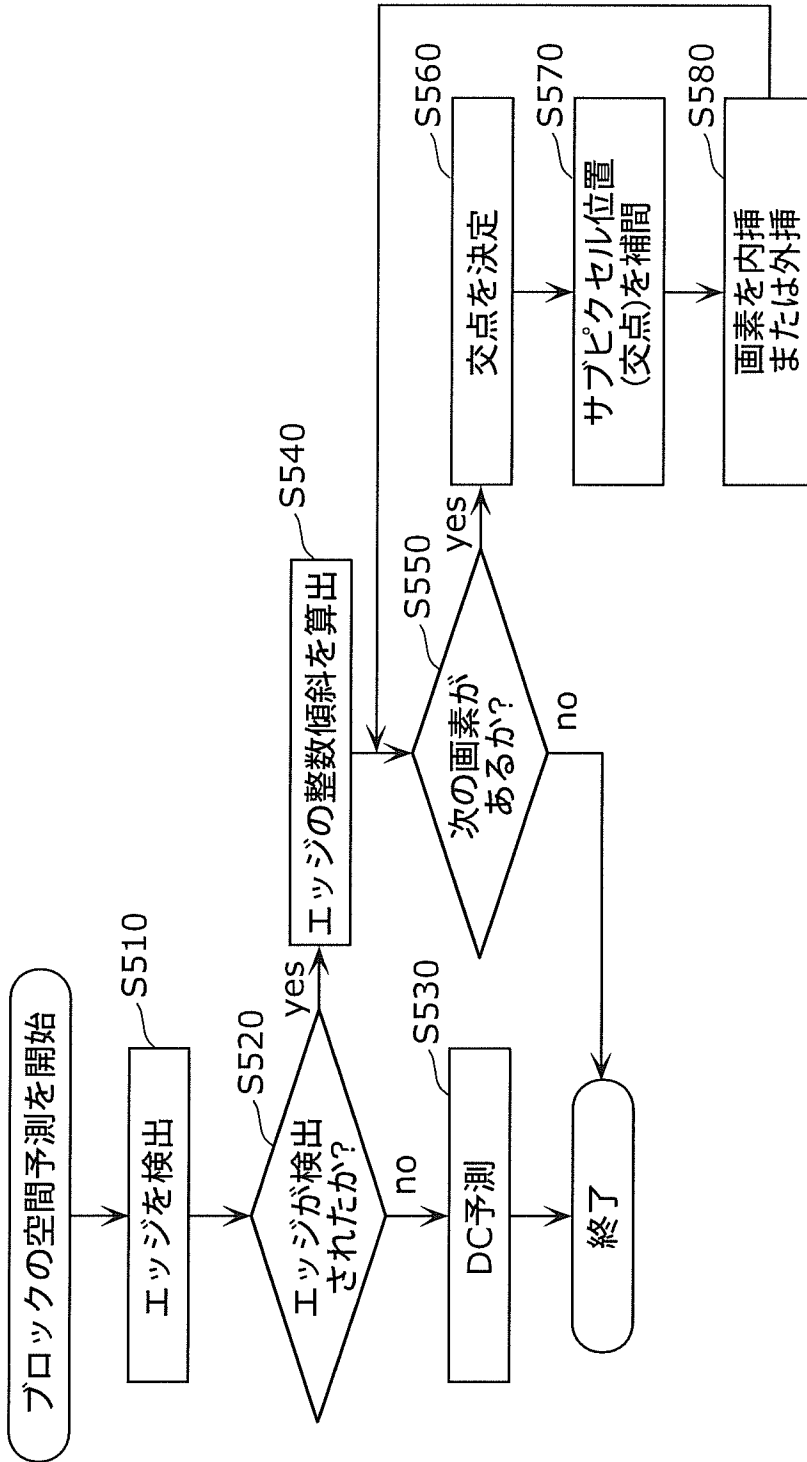 ブロックの空間予測を開始
S510
エッジを検出
S520
エッジが検出
されたか?
yes
no
S530
DC予測
終了
S540
エッジの整数傾斜を算出
S550
次の画素が
あるか?
yes
no
S560
交点を決定
S570
サブピクセル位置
(交点)を補間
S580
画素を内挿
または外挿